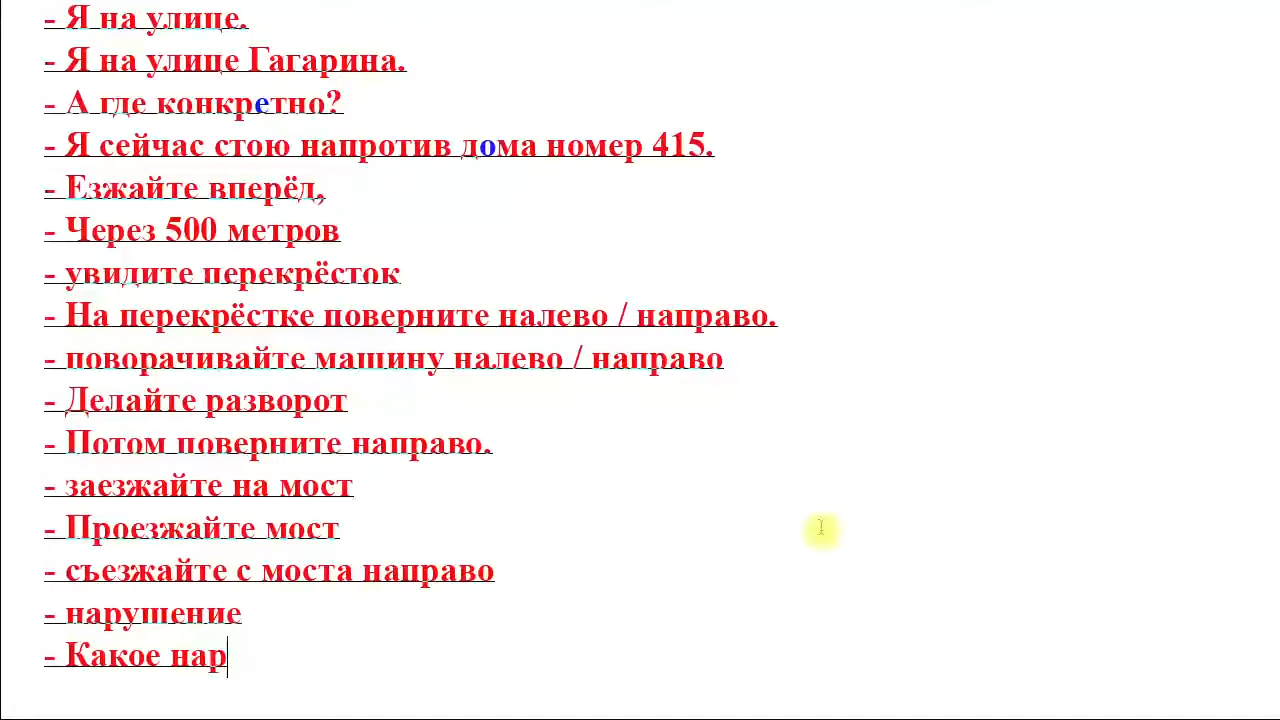 - Я на улице.
- Я на улице Гагарина.
- А где конкретно?
- Я сейчас стою напротив дома номер 415.
- Езжайте вперёд,
- Через 500 метров
- увидите перекрёсток
- На перекрёстке поверните налево / направо.
- поворачивайте машину налево / направо
- Делайте разворот
- Потом поверните направо.
- заезжайте на мост
- Проезжайте мост
- съезжайте с моста направо
- нарушение
- Какое нар